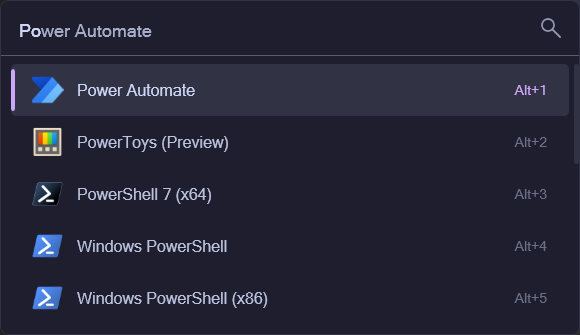 Power Automate
Power Automate Alt+1
PowerToys (Preview) Alt+2
PowerShell 7 (x64) Alt+3
Windows PowerShell Alt+4
Windows PowerShell (x86) Alt+5